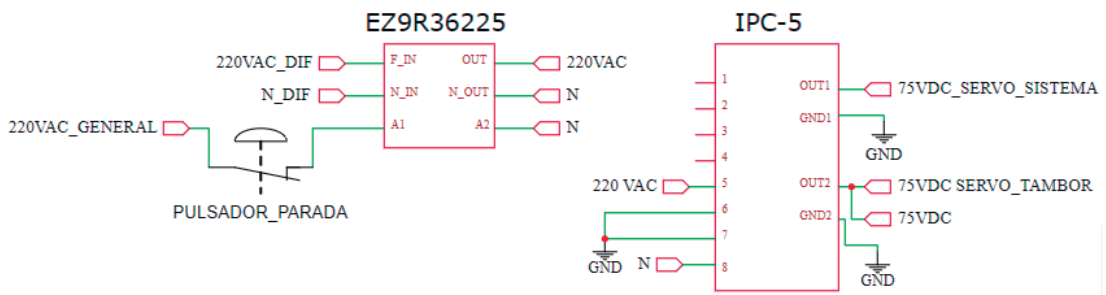 EZ9R36225
220VAC_DIF
F_IN
OUT
220VAC
N_DIF
N_IN
N_OUT
N
220VAC_GENERAL
A1
A2
N
PULSADOR_PARADA
IPC-5
1
2
3
4
220 VAC
5
6
7
GND
N
8
OUT1
75VDC_SERVO_SISTEMA
GND1
GND
OUT2
75VDC SERVO_TAMBOR
GND2
75VDC
GND